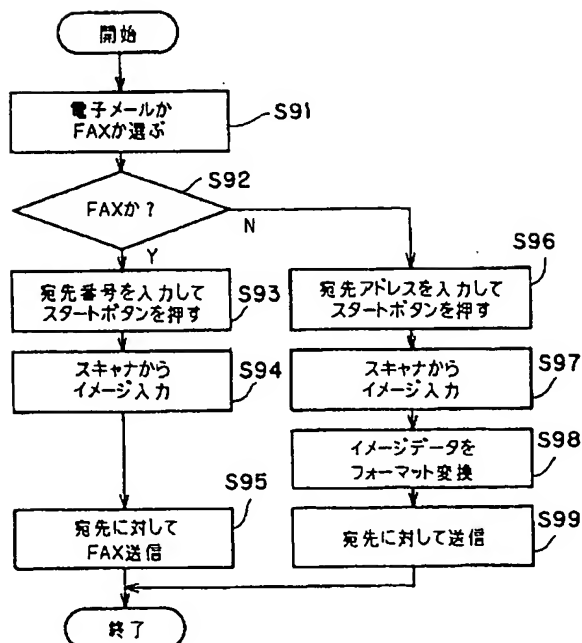 開始
電子メールか
FAXか選ぶ
S91
FAXか?
S92
N
Y
宛先番号を入力して
スタートボタンを押す
S93
スキャナから
イメージ入力
S94
宛先に対して
FAX送信
S95
宛先アドレスを入力して
スタートボタンを押す
S96
スキャナから
イメージ入力
S97
イメージデータを
フォーマット変換
S98
宛先に対して送信
S99
終了